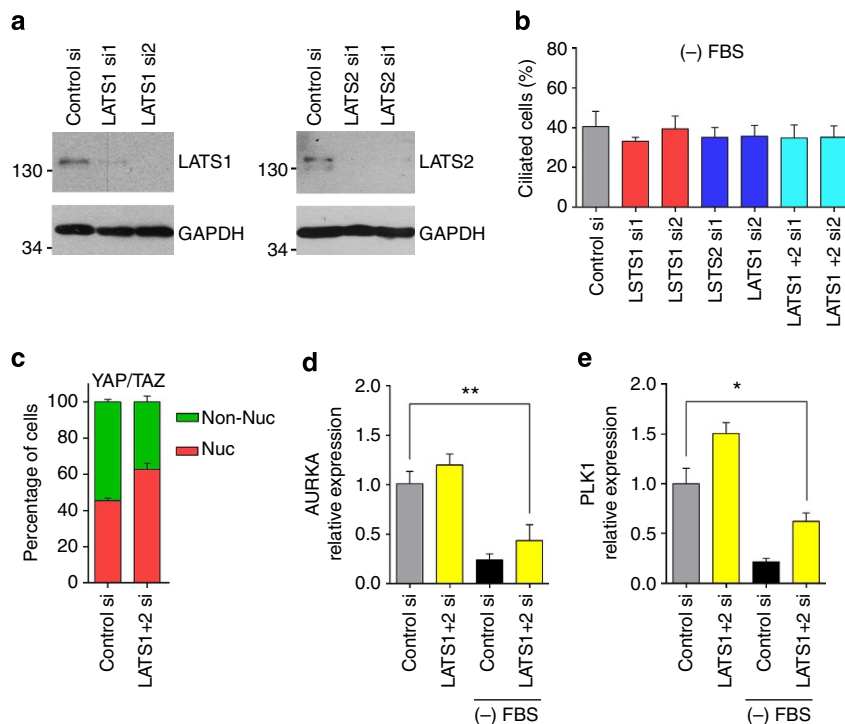 a
Control si
LATS1 si1
LATS1 si2
130
LATS1
34
GAPDH
Control si
LATS2 si1
LATS2 si1
130
LATS2
34
GAPDH
b
(–) FBS
Ciliated cells (%)
80
60
40
20
0
Control si
LSTS1 si1
LSTS1 si2
LSTS2 si1
LATS1 si2
LATS1 +2 si1
LATS1 +2 si2
c
YAP/TAZ
Percentage of cells
100
80
60
40
20
0
Non-Nuc
Nuc
Control si
LATS1+2 si
d
AURKA
relative expression
2.0
1.5
1.0
0.5
0.0
**
Control si
LATS1+2 si
Control si
LATS1+2 si
(–) FBS
e
PLK1
relative expression
2.0
1.5
1.0
0.5
0.0
*
Control si
LATS1+2 si
Control si
LATS1+2 si
(–) FBS